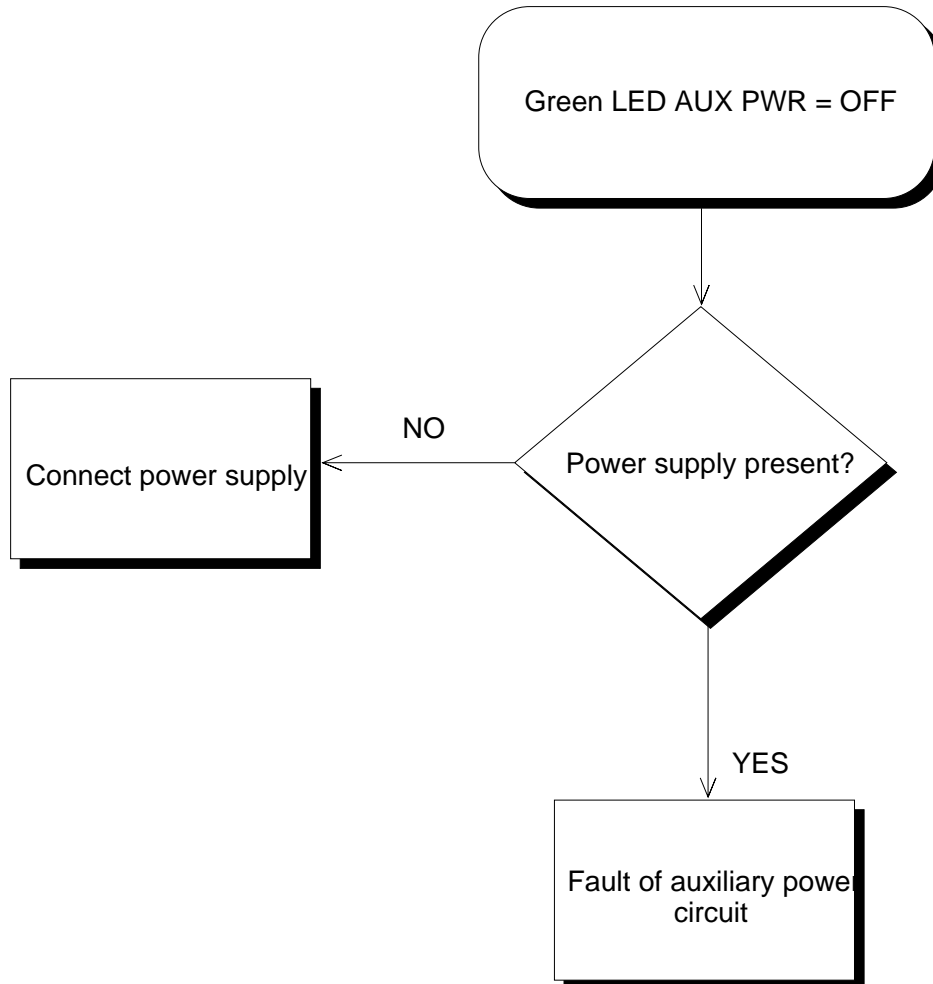 Green LED AUX PWR = OFF
NO
Power supply present?
Connect power supply
YES
Fault of auxiliary power
circuit